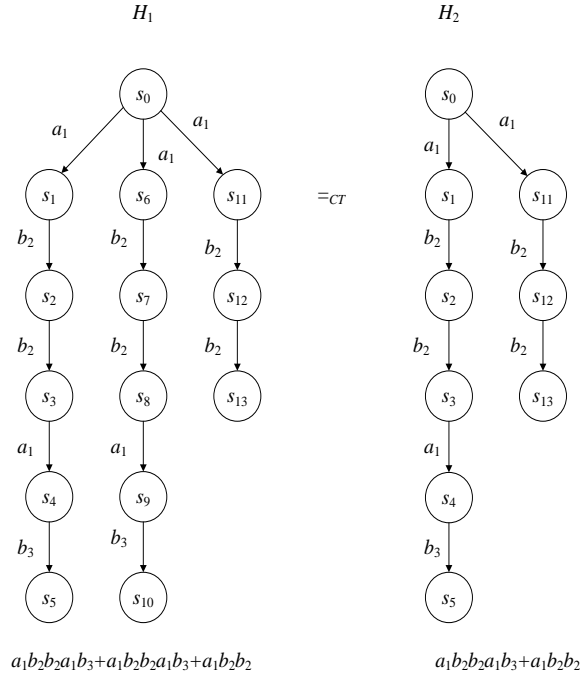 H₁ H₂
s₀ s₀
a₁ a₁ a₁ a₁ a₁
s₁ s₆ s₁₁ =CT s₁ s₁₁
b₂ b₂ b₂ b₂ b₂
s₂ s₇ s₁₂ s₂ s₁₂
b₂ b₂ b₂ b₂ b₂
s₃ s₈ s₁₃ s₃ s₁₃
a₁ a₁ a₁
s₄ s₉ s₄
b₃ b₃ b₃
s₅ s₁₀ s₅
a₁b₂b₂a₁b₃+a₁b₂b₂a₁b₃+a₁b₂b₂ a₁b₂b₂a₁b₃+a₁b₂b₂